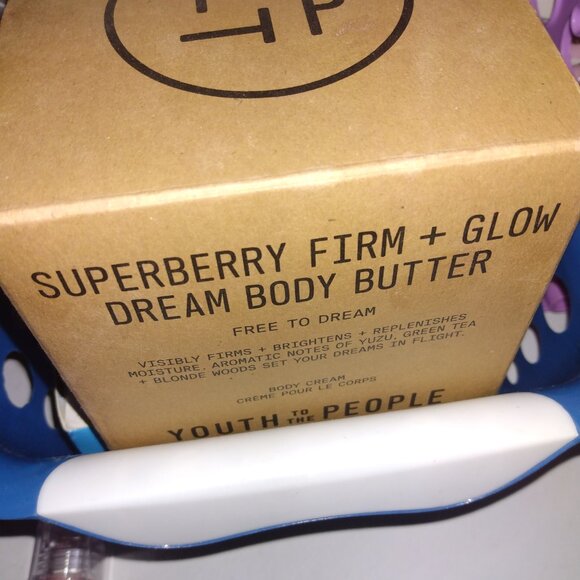 T P
SUPERBERRY FIRM + GLOW
DREAM BODY BUTTER
FREE TO DREAM
VISIBLY FIRMS + BRIGHTENS + REPLENISHES
MOISTURE. AROMATIC NOTES OF YUZU, GREEN TEA
+ BLONDE WOODS SET YOUR DREAMS IN FLIGHT.
BODY CREAM
CRÈME POUR LE CORPS
YOUTH TO THE PEOPLE